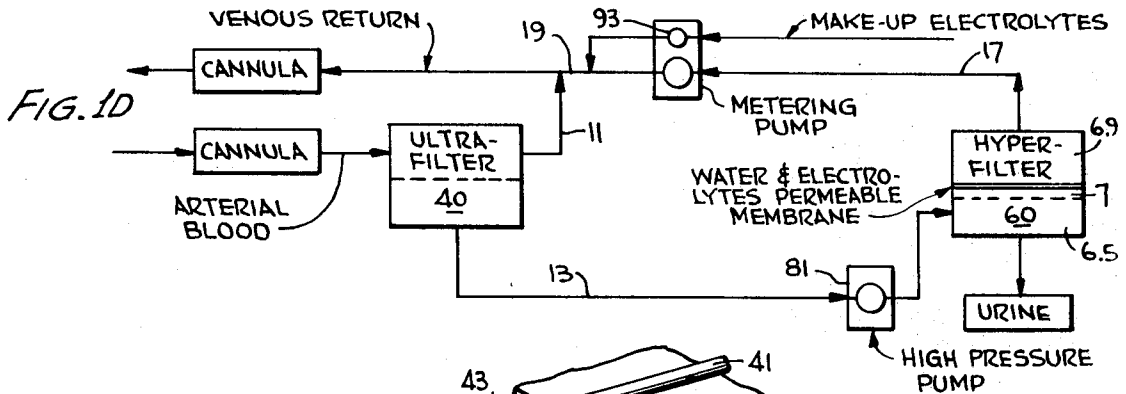 VENOUS RETURN
93
MAKE-UP ELECTROLYTES
19
17
CANNULA
FIG. 1D
METERING
PUMP
11
CANNULA
ULTRA-
FILTER
40
ARTERIAL
BLOOD
HYPER-
FILTER
69
WATER & ELECTRO-
LYTES PERMEABLE
MEMBRANE
7
60
6.5
13
81
URINE
HIGH PRESSURE
PUMP
43
41